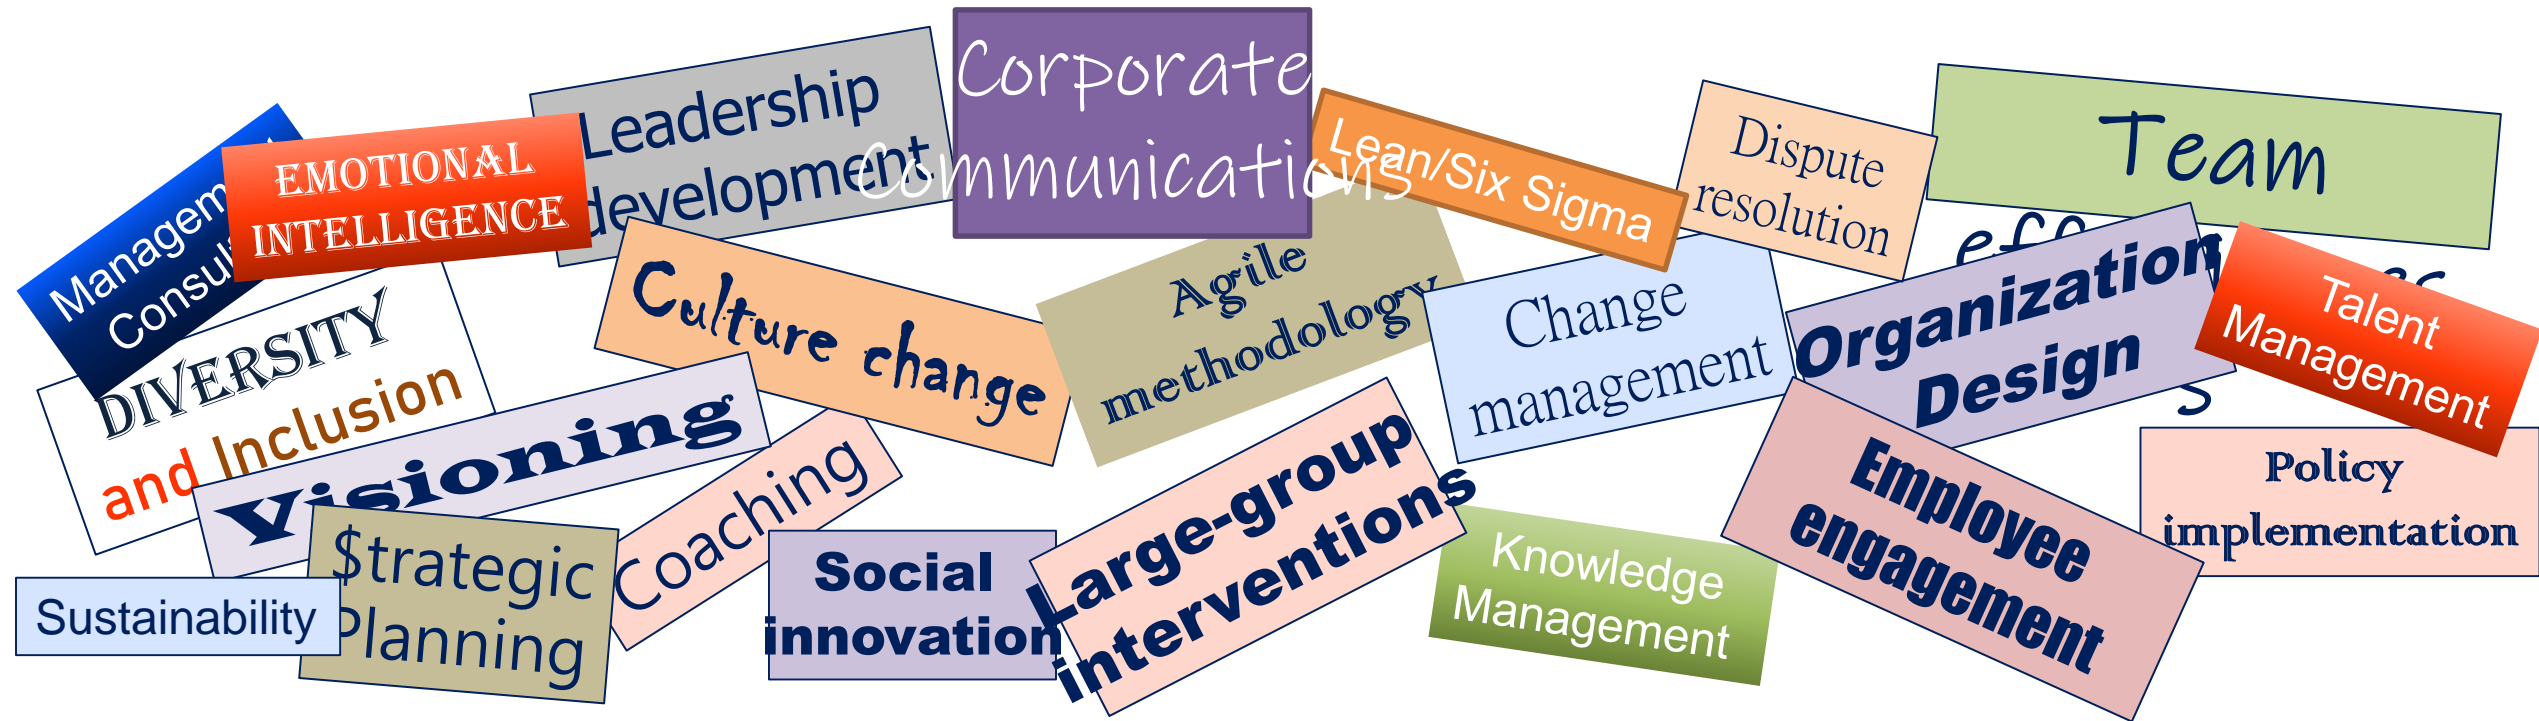 Corporate
Communications
Leadership
development
EMOTIONAL
INTELLIGENCE
Management
Lean/Six Sigma
Dispute
resolution
Team
Organization
Design
Talent
Management
Culture change
Agile
methodology
Change
management
DIVERSITY
and Inclusion
Visioning
Coaching
Large-group
interventions
Employee
engagement
Policy
implementation
$trategic
Planning
Social
innovation
Knowledge
Management
Sustainability